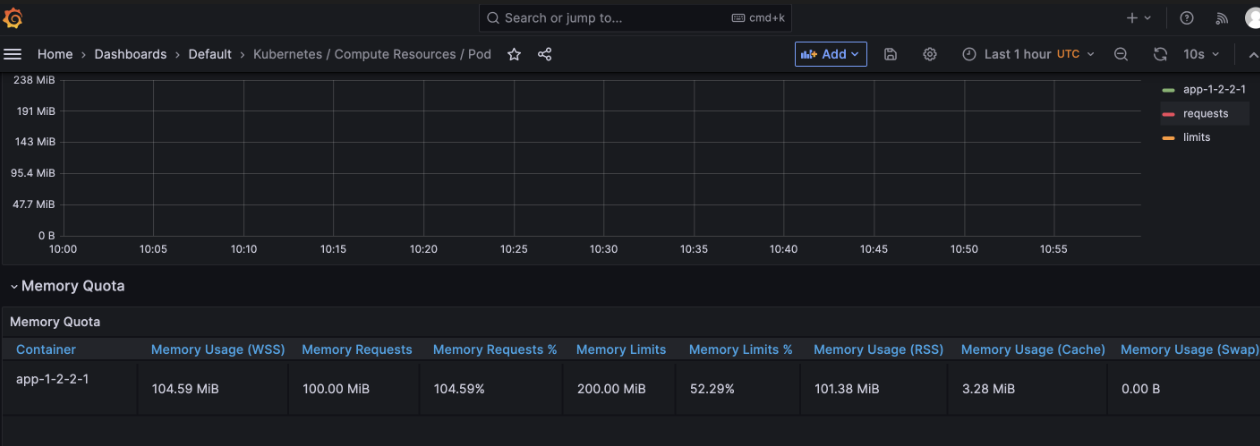 Search or jump to... cmd+k
Home › Dashboards › Default › Kubernetes / Compute Resources / Pod Add Last 1 hour UTC 10s
238 MiB
191 MiB
143 MiB
95.4 MiB
47.7 MiB
0 B
10:00 10:05 10:10 10:15 10:20 10:25 10:30 10:35 10:40 10:45 10:50 10:55
app-1-2-2-1
requests
limits
Memory Quota
Memory Quota
Container Memory Usage (WSS) Memory Requests Memory Requests % Memory Limits Memory Limits % Memory Usage (RSS) Memory Usage (Cache) Memory Usage (Swap)
app-1-2-2-1 104.59 MiB 100.00 MiB 104.59% 200.00 MiB 52.29% 101.38 MiB 3.28 MiB 0.00 B